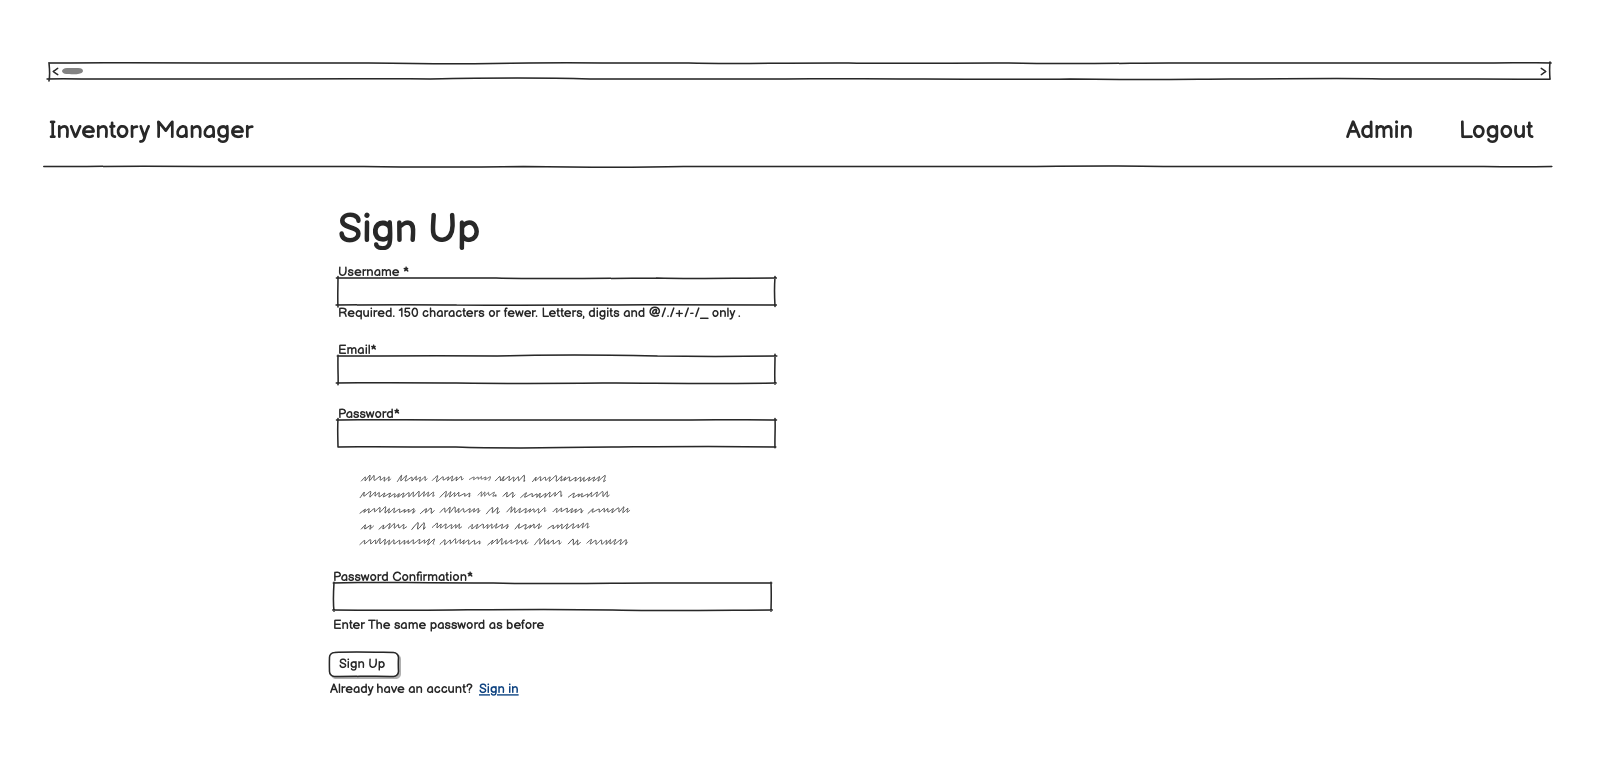 Inventory Manager
Admin
Logout
Sign Up
Username *
Required. 150 characters or fewer. Letters, digits and @/./+/-/_ only .
Email*
Password*
Password Confirmation*
Enter The same password as before
Sign Up
Already have an accunt? Sign in